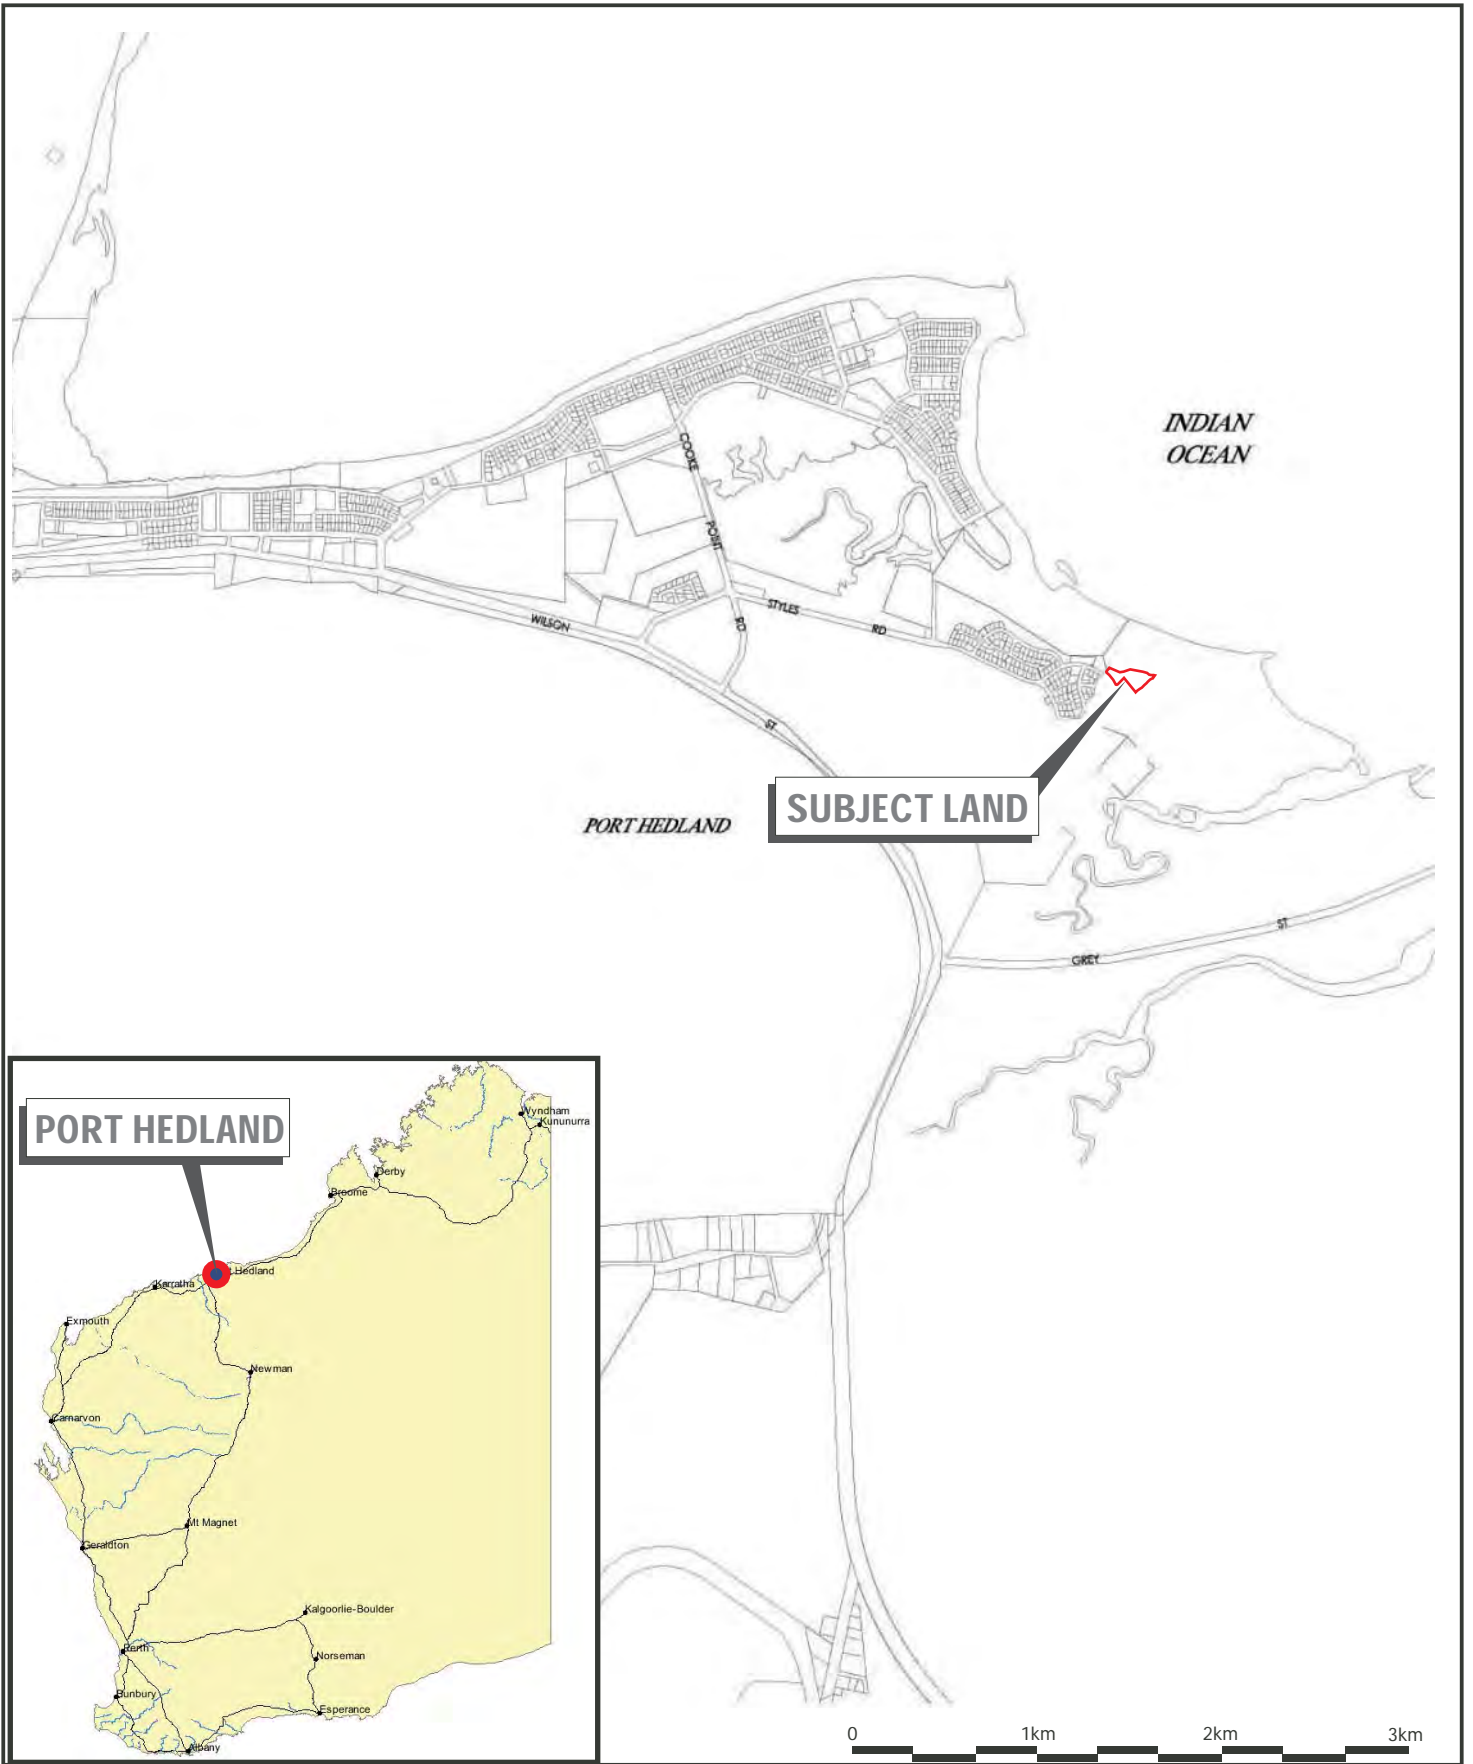 INDIAN
OCEAN
COOKE
POINT
RD
STYLES
RD
WILSON
ST
SUBJECT LAND
PORT HEDLAND
ST
GREY
PORT HEDLAND
Wyndham
Kununurra
Derby
Broome
Hedland
Karratha
Exmouth
Newman
Carnarvon
Mt Magnet
Geraldton
Kalgoorlie-Boulder
Perth
Norseman
Bunbury
Esperance
Albany
0 1km 2km 3km